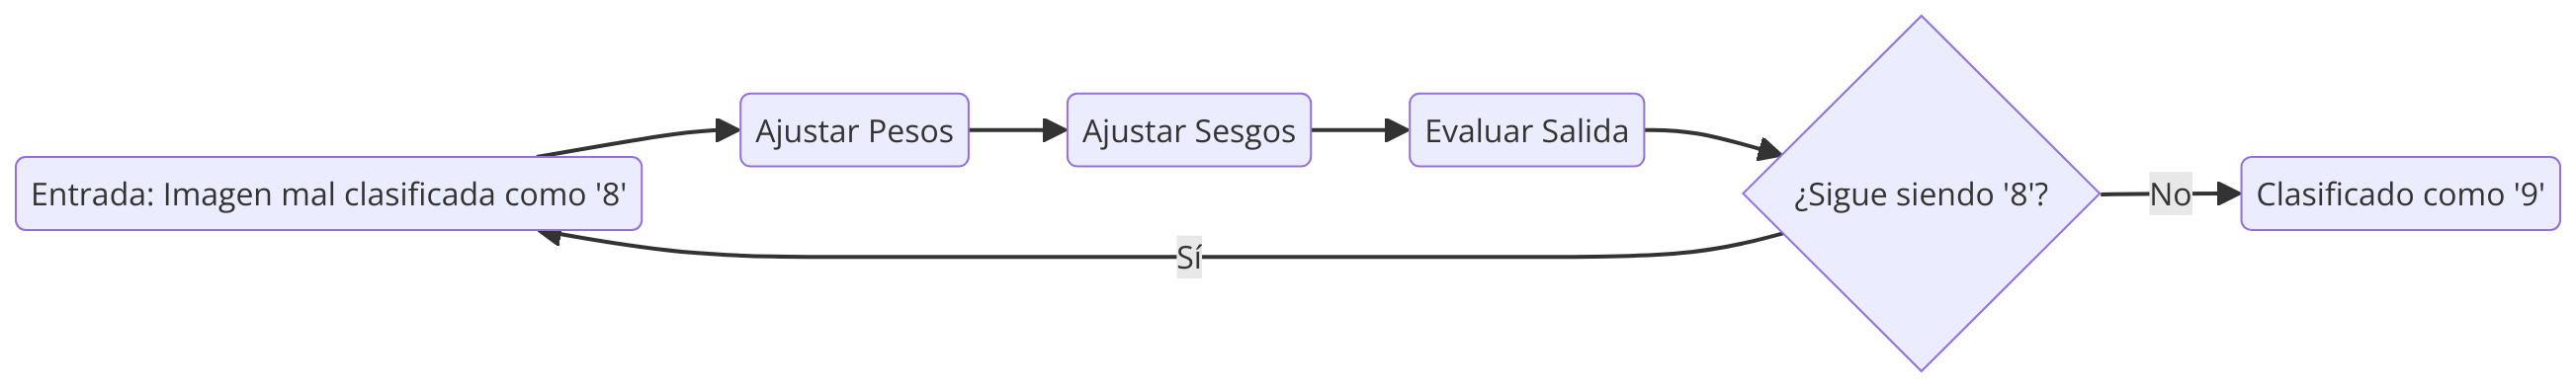 Entrada: Imagen mal clasificada como '8'
Ajustar Pesos
Ajustar Sesgos
Evaluar Salida
¿Sigue siendo '8'?
Sí
No
Clasificado como '9'